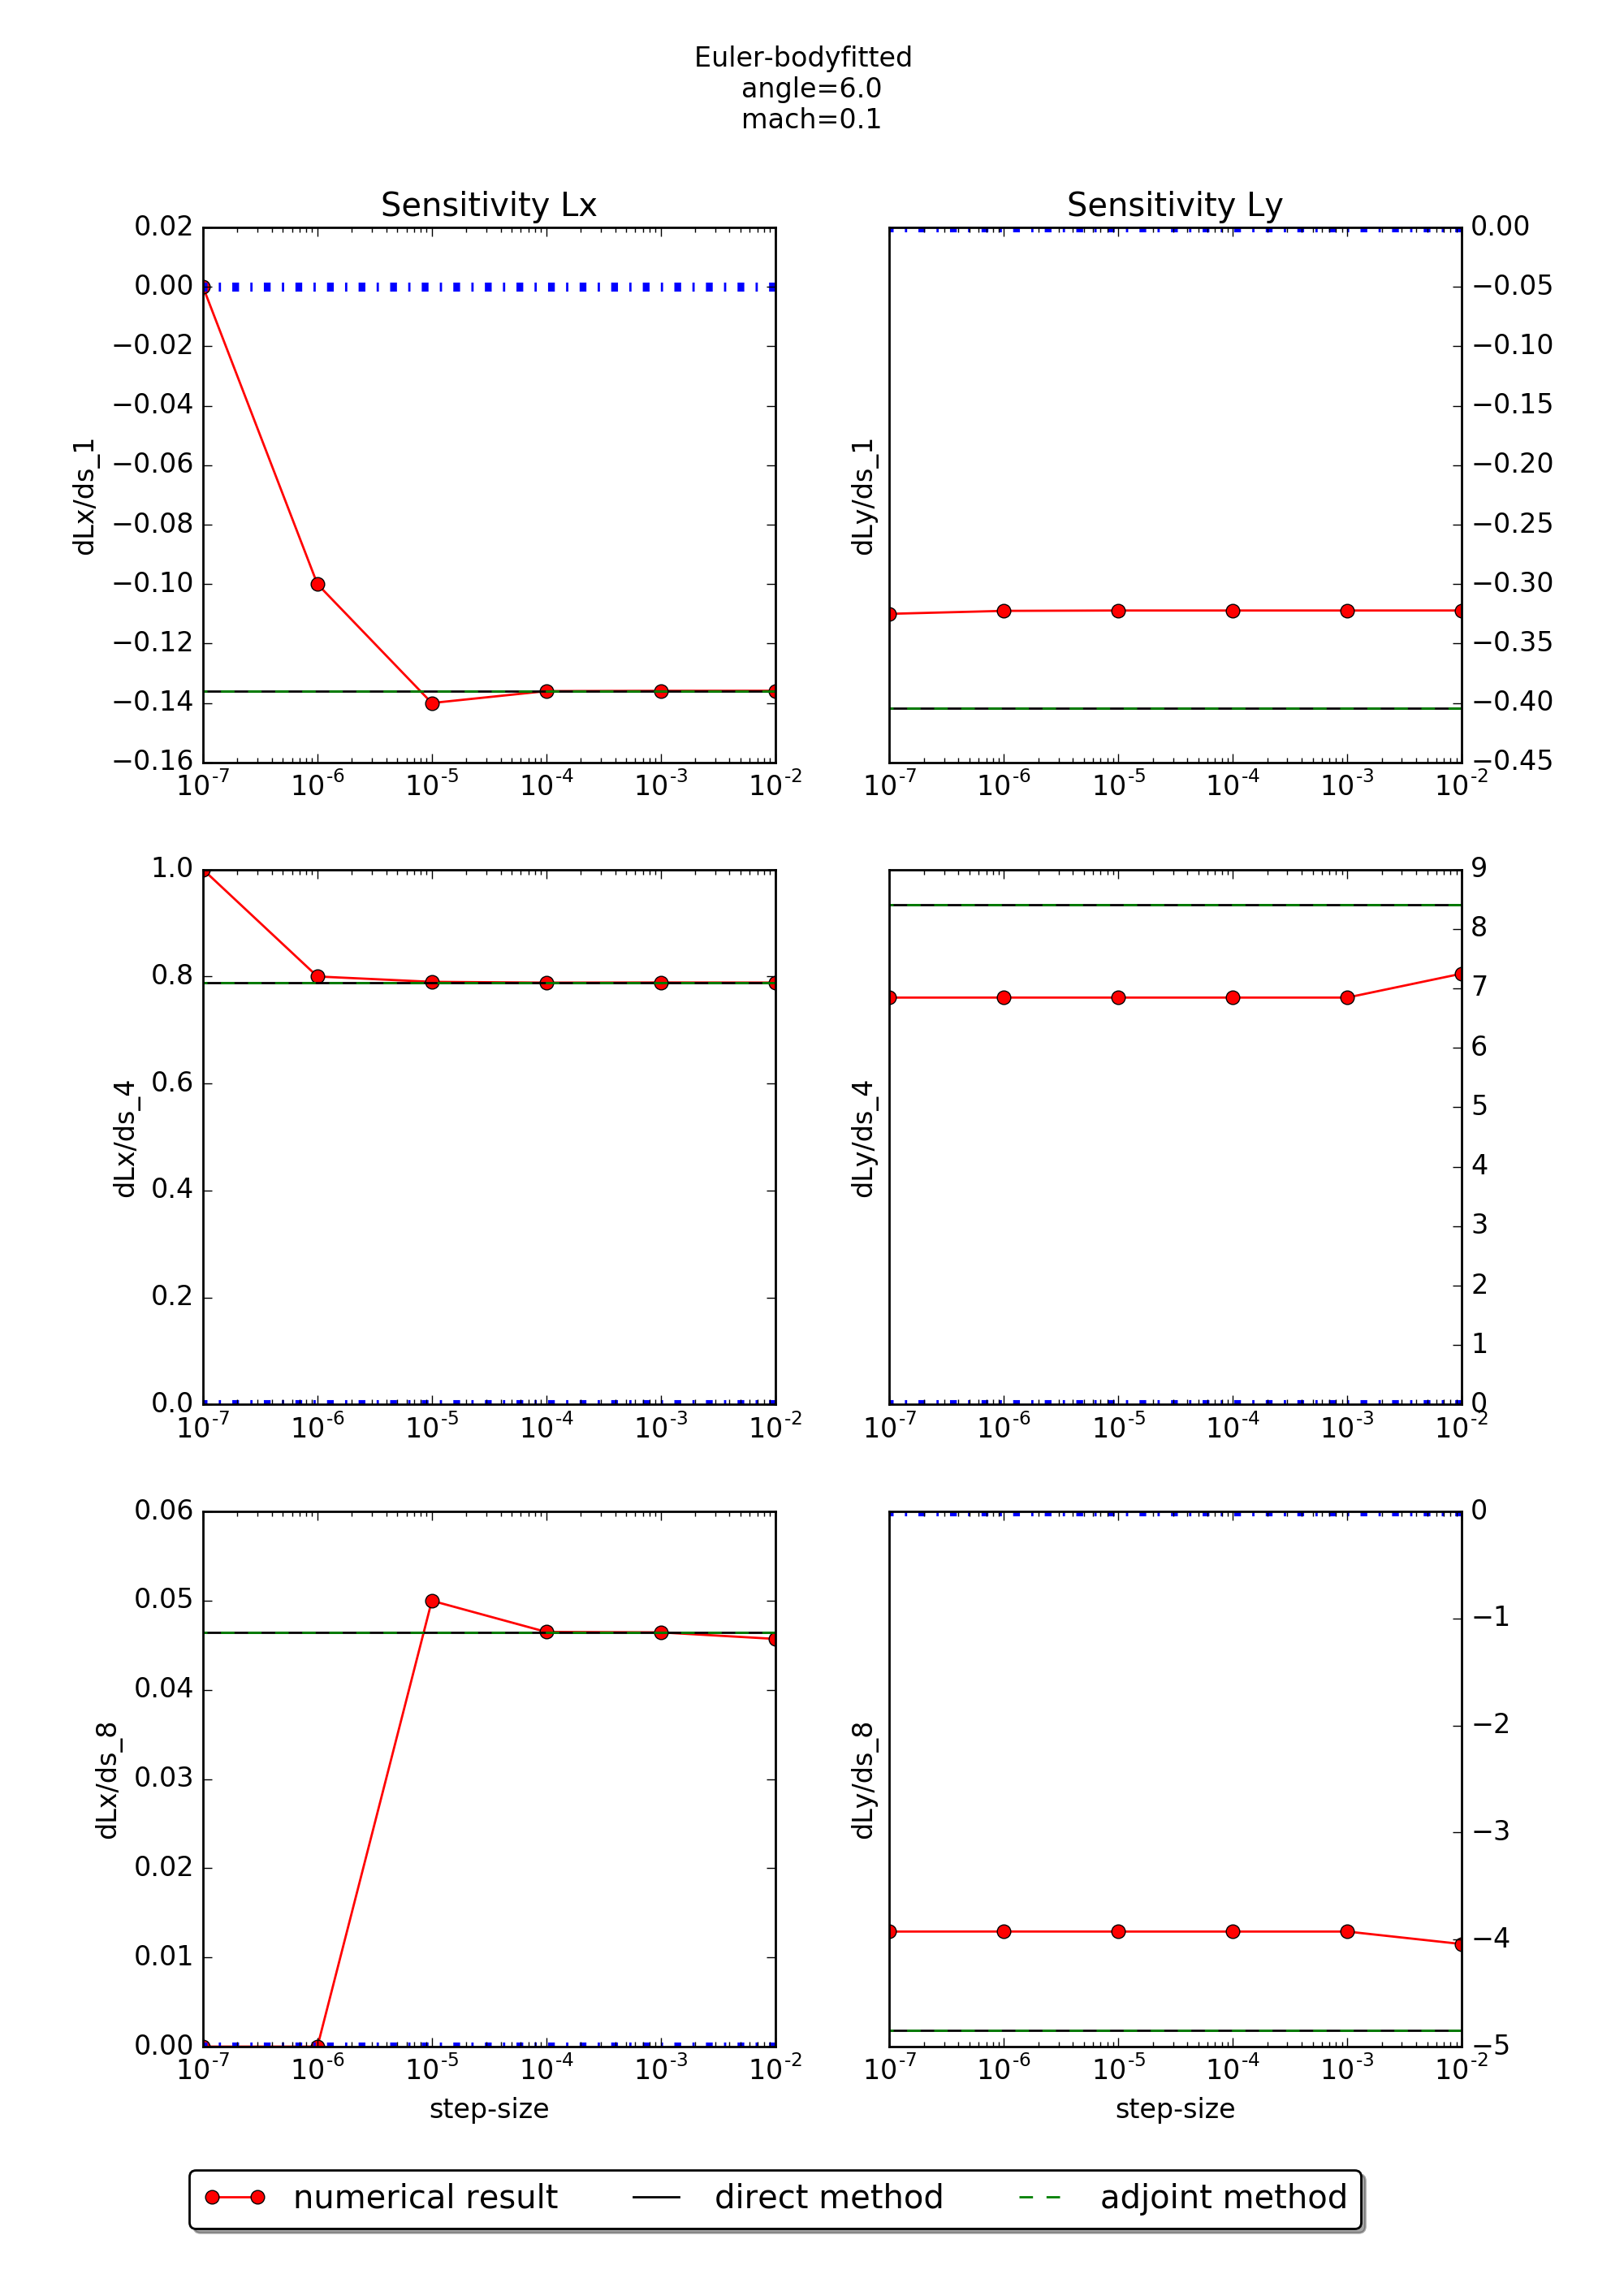 Euler-bodyfitted
angle=6.0
mach=0.1
Sensitivity Lx
Sensitivity Ly
dLx/ds_1
0.02
0.00
−0.02
−0.04
−0.06
−0.08
−0.10
−0.12
−0.14
−0.16
10-7 10-6 10-5 10-4 10-3 10-2
dLy/ds_1
0.00
−0.05
−0.10
−0.15
−0.20
−0.25
−0.30
−0.35
−0.40
−0.45
10-7 10-6 10-5 10-4 10-3 10-2
dLx/ds_4
1.0
0.8
0.6
0.4
0.2
0.0
10-7 10-6 10-5 10-4 10-3 10-2
dLy/ds_4
9
8
7
6
5
4
3
2
1
0
10-7 10-6 10-5 10-4 10-3 10-2
dLx/ds_8
0.06
0.05
0.04
0.03
0.02
0.01
0.00
10-7 10-6 10-5 10-4 10-3 10-2
step-size
dLy/ds_8
0
−1
−2
−3
−4
−5
10-7 10-6 10-5 10-4 10-3 10-2
step-size
numerical result direct method adjoint method